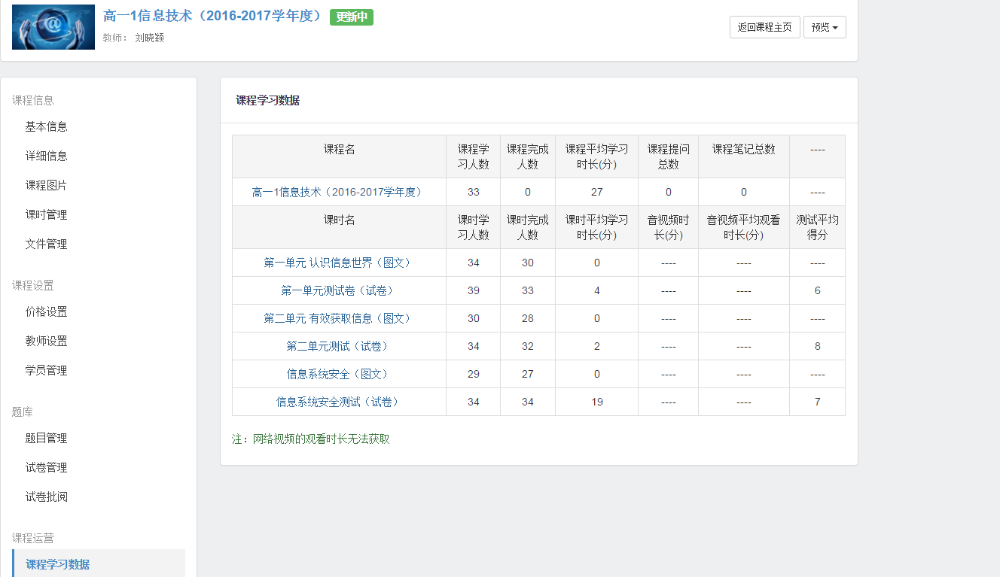 高一1信息技术（2016-2017学年度） 更新中
教师： 刘晓颖
返回课程主页 预览
课程信息
基本信息
详细信息
课程图片
课时管理
文件管理
课程设置
价格设置
教师设置
学员管理
题库
题目管理
试卷管理
试卷批阅
课程运营
课程学习数据
课程学习数据
课程名 课程学习人数 课程完成人数 课程平均学习时长(分) 课程提问总数 课程笔记总数 ----
高一1信息技术（2016-2017学年度） 33 0 27 0 0 ----
课时名 课时学习人数 课时完成人数 课时平均学习时长(分) 音视频时长(分) 音视频平均观看时长(分) 测试平均得分
第一单元 认识信息世界（图文） 34 30 0 ---- ---- ----
第一单元测试卷（试卷） 39 33 4 ---- ---- 6
第二单元 有效获取信息（图文） 30 28 0 ---- ---- ----
第二单元测试（试卷） 34 32 2 ---- ---- 8
信息系统安全（图文） 29 27 0 ---- ---- ----
信息系统安全测试（试卷） 34 34 19 ---- ---- 7
注：网络视频的观看时长无法获取